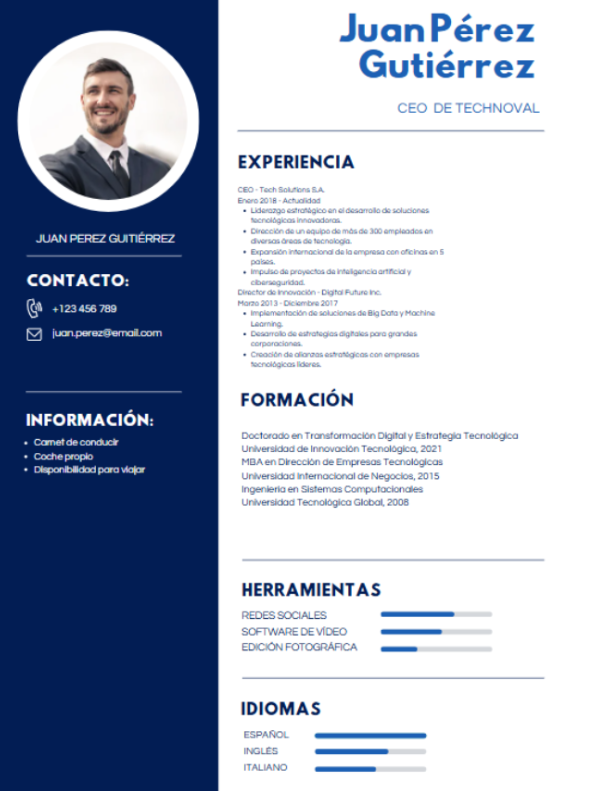 Juan Pérez
Gutiérrez
CEO DE TECHNOVAL
JUAN PEREZ GUITIÉRREZ
CONTACTO:
+123 456 789
juan.perez@email.com
INFORMACIÓN:
Carnet de conducir
Coche propio
Disponibilidad para viajar
EXPERIENCIA
CEO - Tech Solutions S.A.
Enero 2018 - Actualidad
Liderazgo estratégico en el desarrollo de soluciones
tecnológicas innovadoras.
Dirección de un equipo de más de 300 empleados en
diversas áreas de tecnología.
Expansión internacional de la empresa con oficinas en 5
países.
Impulso de proyectos de inteligencia artificial y
ciberseguridad.
Director de Innovación - Digital Future Inc.
Marzo 2013 - Diciembre 2017
Implementación de soluciones de Big Data y Machine
Learning.
Desarrollo de estrategias digitales para grandes
corporaciones.
Creación de alianzas estratégicas con empresas
tecnológicas líderes.
FORMACIÓN
Doctorado en Transformación Digital y Estrategia Tecnológica
Universidad de Innovación Tecnológica, 2021
MBA en Dirección de Empresas Tecnológicas
Universidad Internacional de Negocios, 2015
Ingeniería en Sistemas Computacionales
Universidad Tecnológica Global, 2008
HERRAMIENTAS
REDES SOCIALES
SOFTWARE DE VÍDEO
EDICIÓN FOTOGRÁFICA
IDIOMAS
ESPAÑOL
INGLÉS
ITALIANO